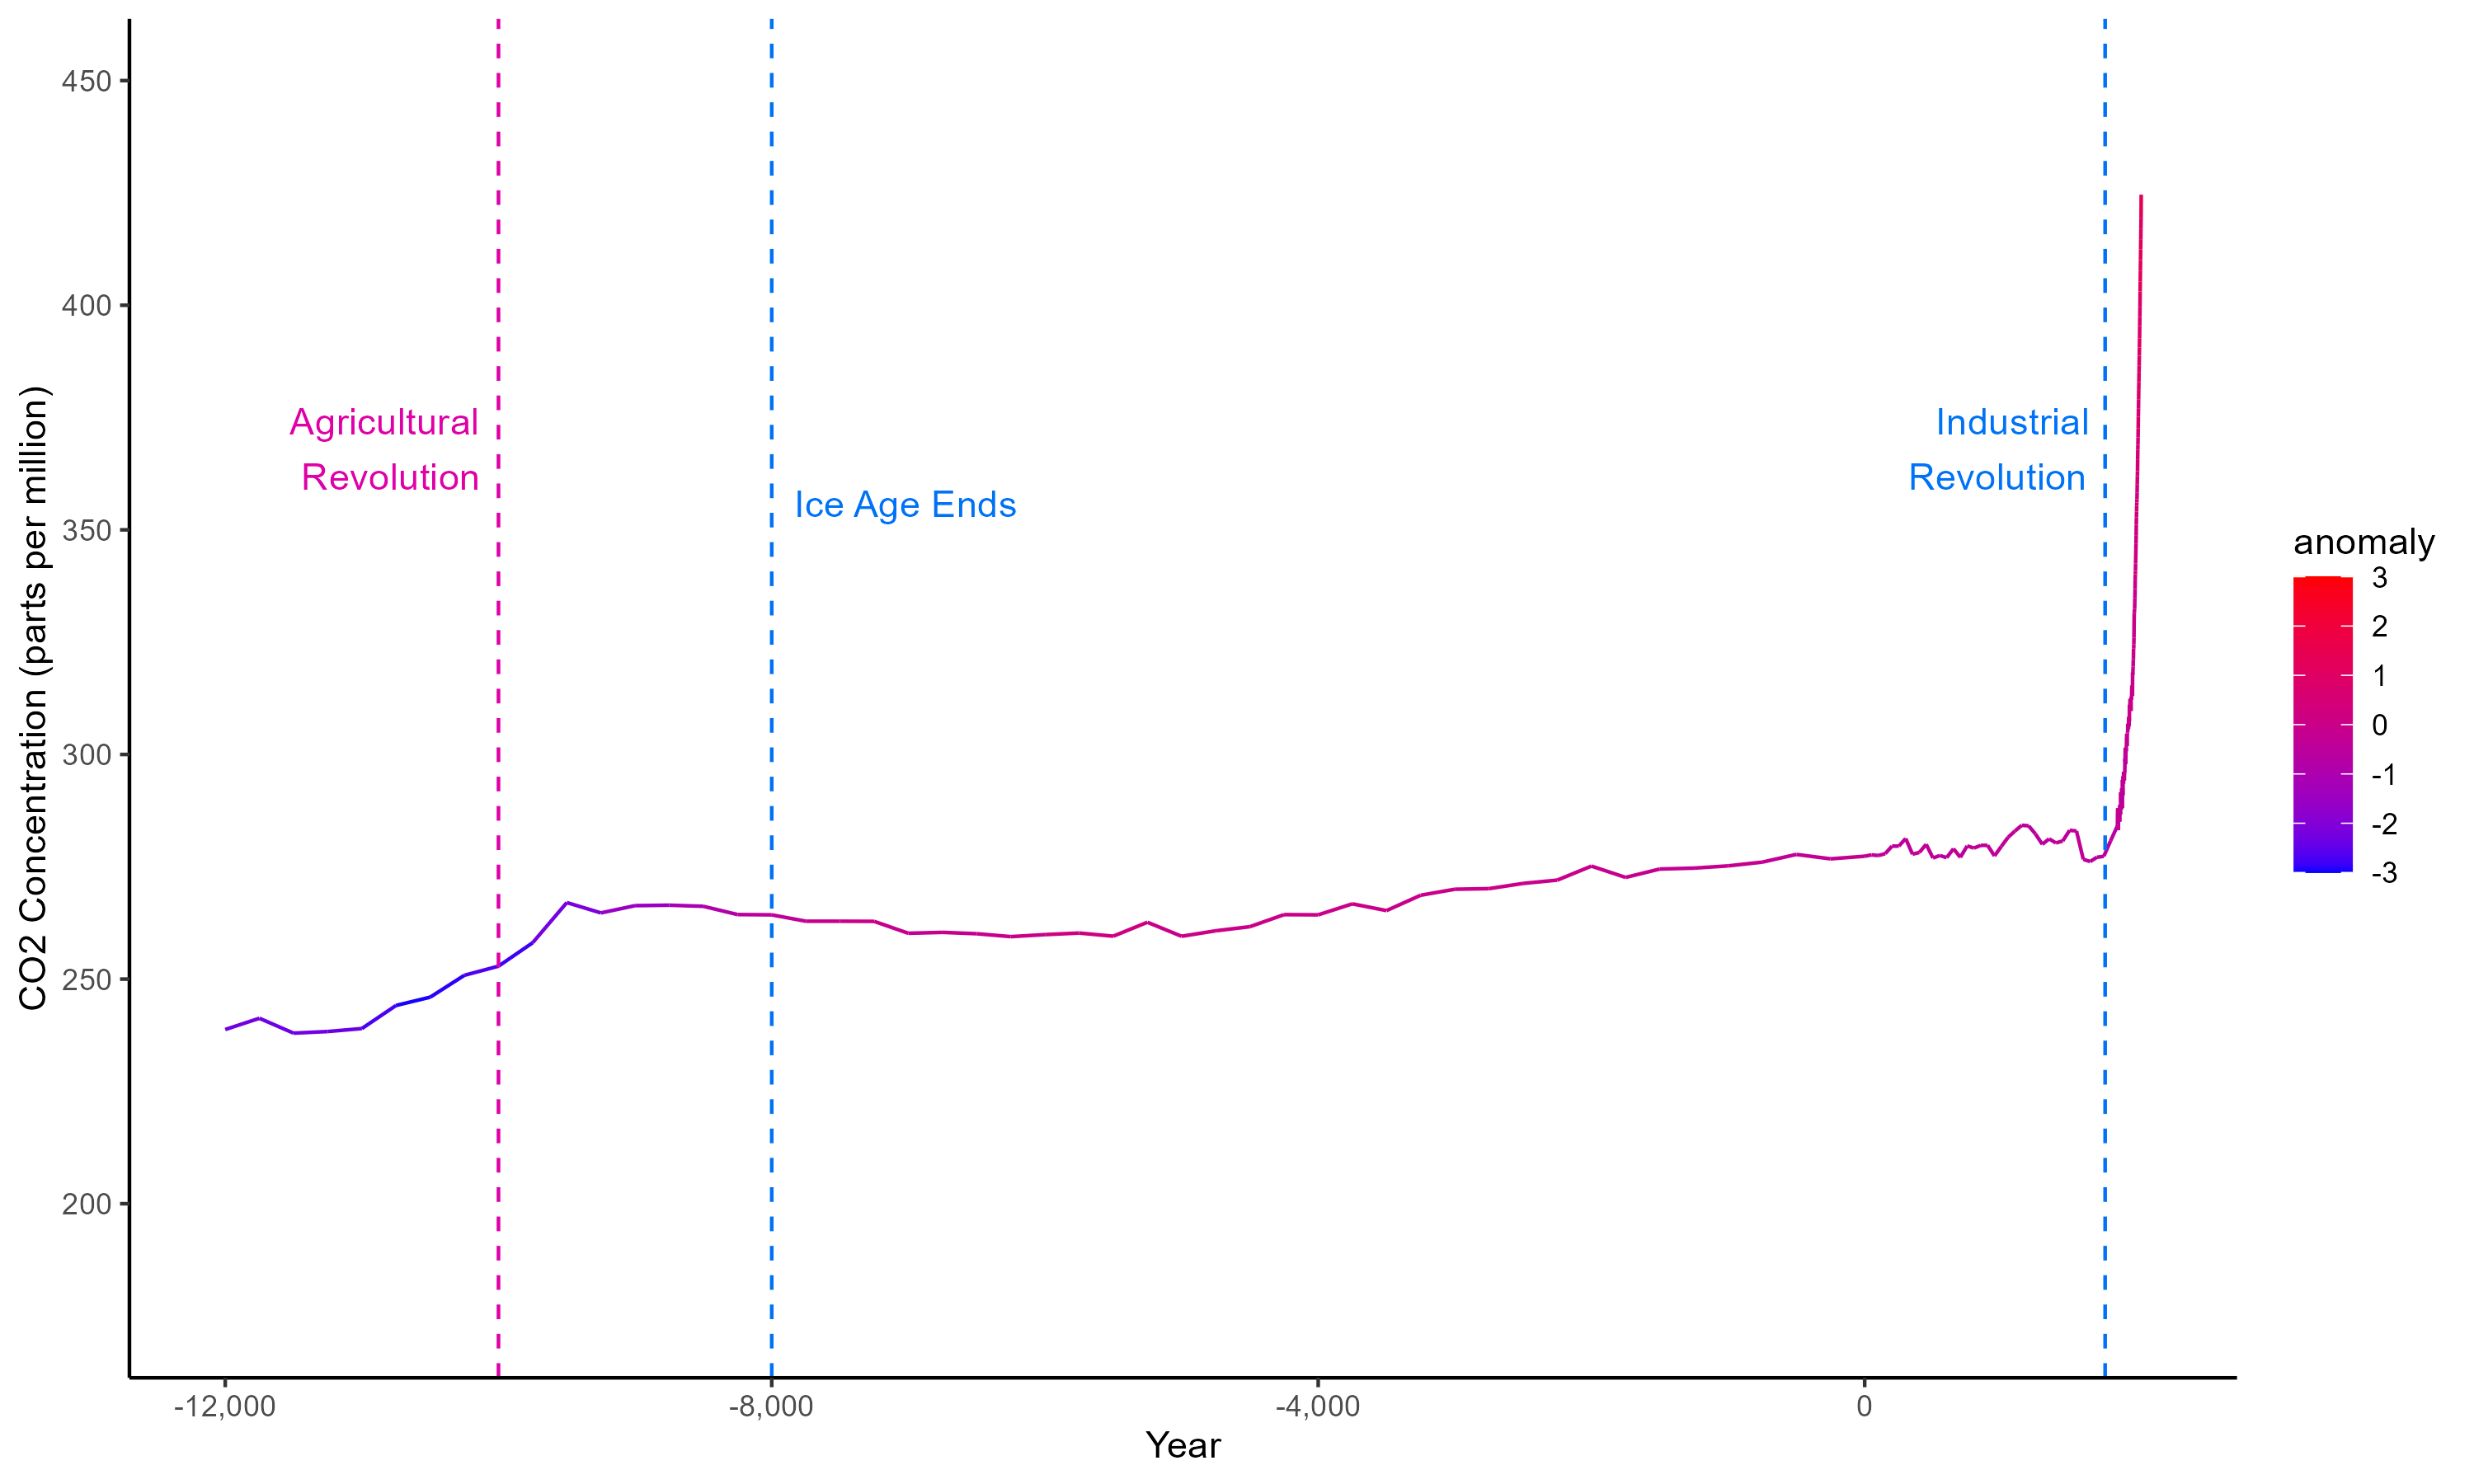 450
400
350
300
250
200
CO2 Concentration (parts per million)
Agricultural
Revolution
Ice Age Ends
Industrial
Revolution
anomaly
3
2
1
0
-1
-2
-3
-12,000
-8,000
-4,000
0
Year